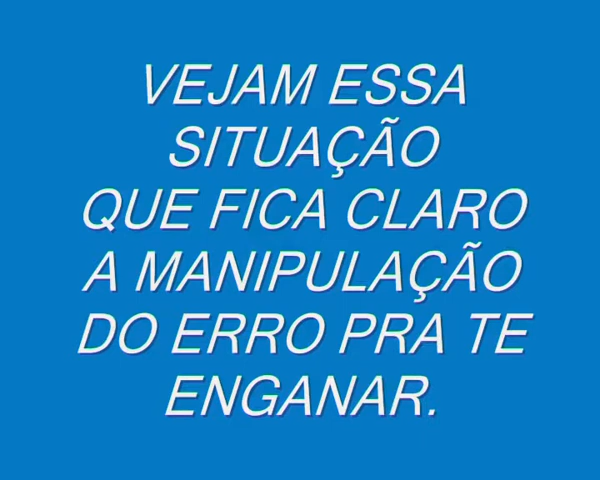 VEJAM ESSA
SITUAÇÃO
QUE FICA CLARO
A MANIPULAÇÃO
DO ERRO PRA TE
ENGANAR.